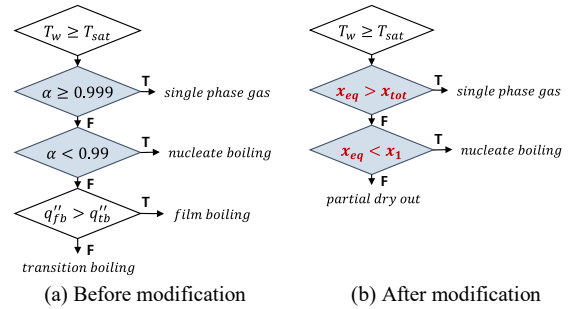 T_w ≥ T_sat
α ≥ 0.999
T
single phase gas
F
α < 0.99
T
nucleate boiling
F
q''_fb > q''_tb
T
film boiling
F
transition boiling
(a) Before modification
T_w ≥ T_sat
x_eq > x_tot
T
single phase gas
F
x_eq < x_1
T
nucleate boiling
F
partial dry out
(b) After modification